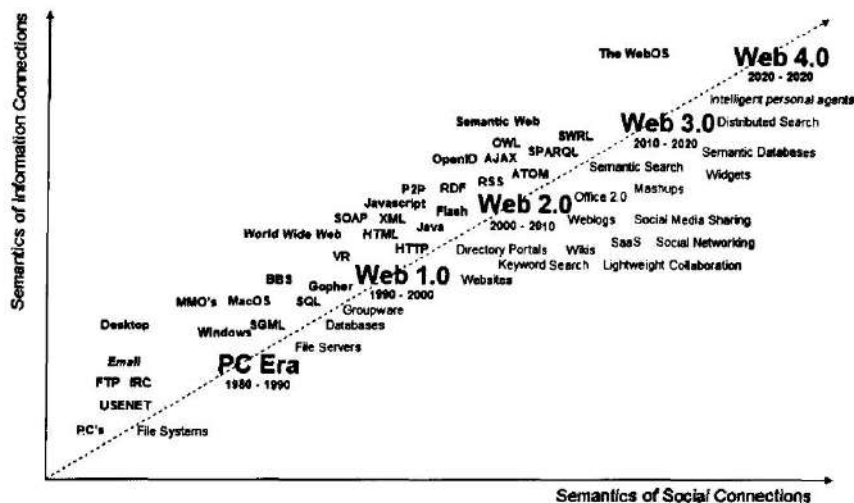 Semantics of Information Connections
The WebOS
Web 4.0
2020 - 2020
Intelligent personal agents
Semantic Web
Web 3.0
Distributed Search
2010 - 2020
SWRL
OWL
SPARQL
Semantic Databases
OpenIO
AJAX
Semantic Search
Widgets
ATOM
RSS
P2P
RDF
Mashups
Office 2.0
Javascript
Flash
Web 2.0
2000 - 2010
SOAP
XML
Java
Weblogs
Social Media Sharing
World Wide Web
HTML
HTTP
Directory Portals
Wikis
SaaS
Social Networking
VR
Keyword Search
Lightweight Collaboration
BBS
Gopher
Web 1.0
1990 - 2000
Websites
MMO's
MacOS
SQL
Groupware
Desktop
Windows
SGML
Databases
File Servers
Email
PC Era
1980 - 1990
FTP
IRC
USENET
PC's
File Systems
Semantics of Social Connections